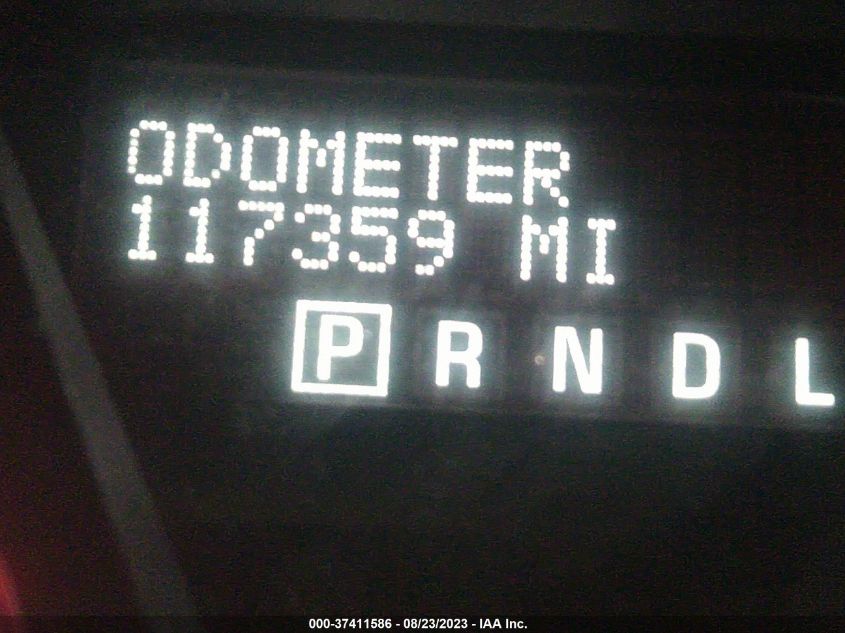 ODOMETER
117359 MI
P R N D L
000-37411586 - 08/23/2023 - IAA Inc.